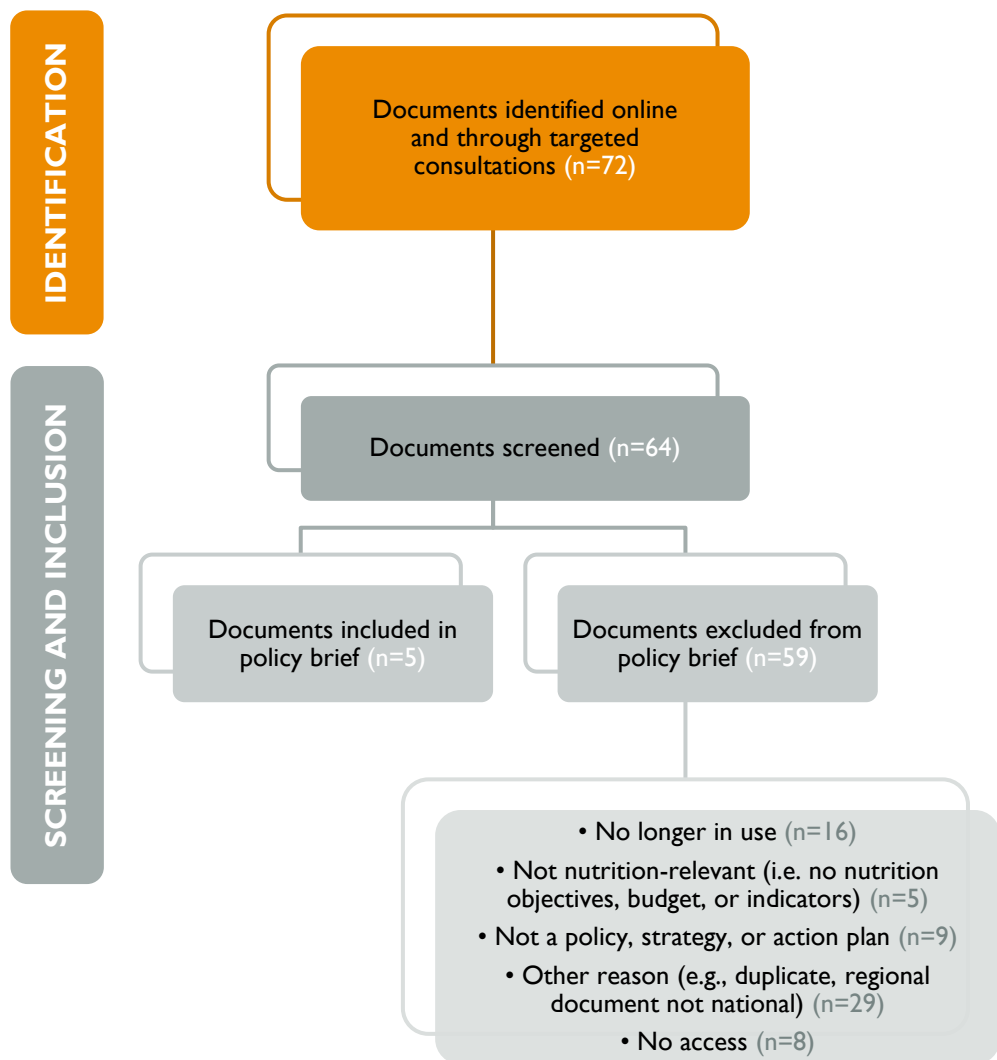 IDENTIFICATION
Documents identified online
and through targeted
consultations (n=72)
SCREENING AND INCLUSION
Documents screened (n=64)
Documents included in
policy brief (n=5)
Documents excluded from
policy brief (n=59)
• No longer in use (n=16)
• Not nutrition-relevant (i.e. no nutrition
objectives, budget, or indicators) (n=5)
• Not a policy, strategy, or action plan (n=9)
• Other reason (e.g., duplicate, regional
document not national) (n=29)
• No access (n=8)